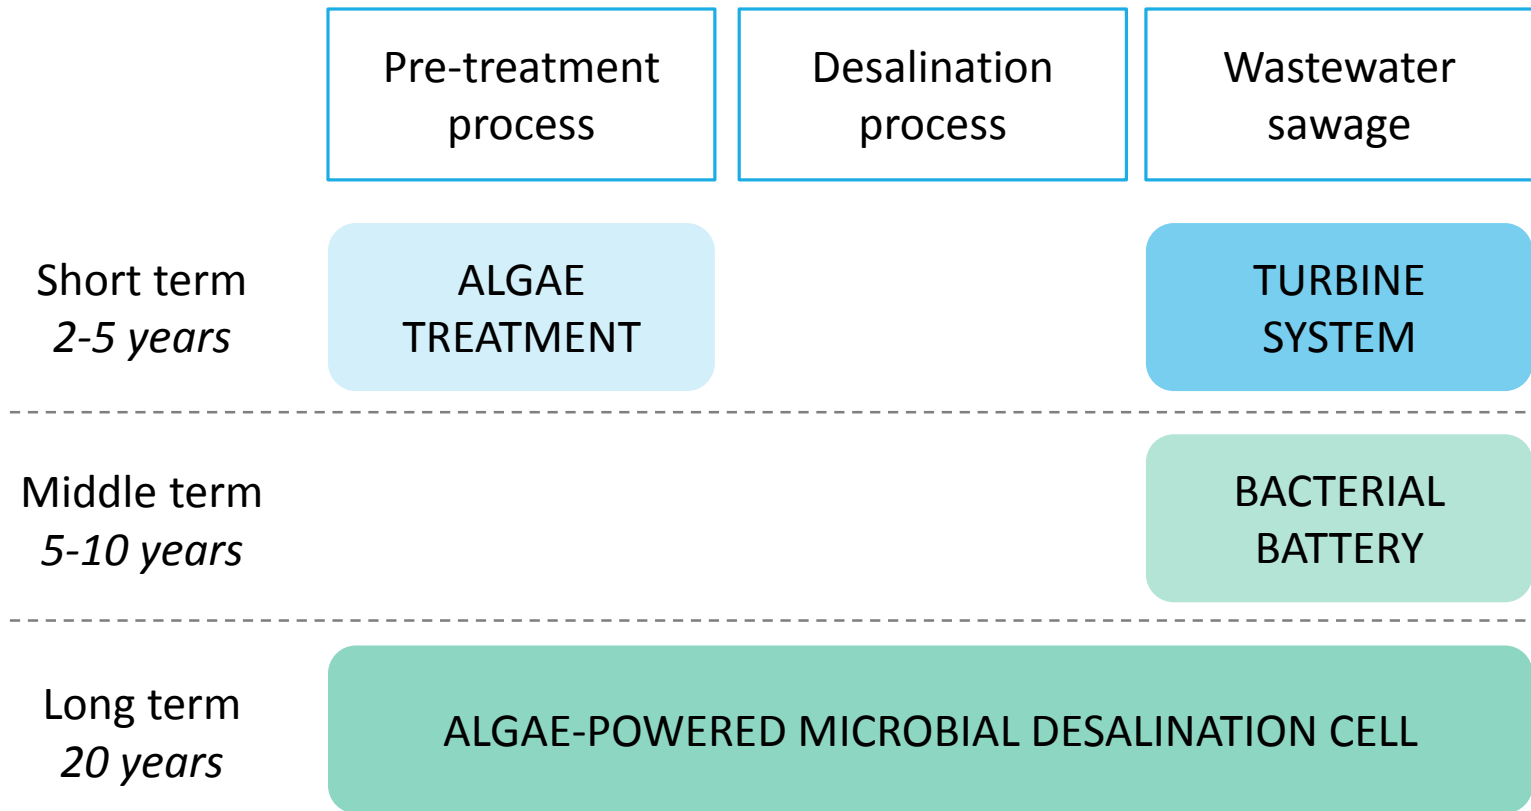 Pre-treatment
process
Desalination
process
Wastewater
sawage
Short term
2-5 years
ALGAE
TREATMENT
TURBINE
SYSTEM
Middle term
5-10 years
BACTERIAL
BATTERY
Long term
20 years
ALGAE-POWERED MICROBIAL DESALINATION CELL